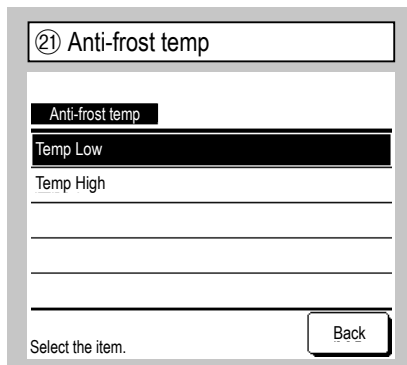 ㉑ Anti-frost temp
Anti-frost temp
Temp Low
Temp High
Select the item.
Back